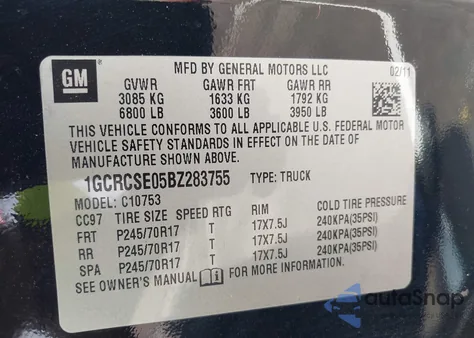 GM
MFD BY GENERAL MOTORS LLC 02/11
GVWR GAWR FRT GAWR RR
3085 KG 1633 KG 1792 KG
6800 LB 3600 LB 3950 LB
THIS VEHICLE CONFORMS TO ALL APPLICABLE U.S. FEDERAL MOTOR
VEHICLE SAFETY STANDARDS IN EFFECT ON THE DATE OF
MANUFACTURE SHOWN ABOVE.
1GCRCSE05BZ283755 TYPE: TRUCK
MODEL: C10753
CC97 TIRE SIZE SPEED RTG RIM COLD TIRE PRESSURE
FRT P245/70R17 T 17X7.5J 240KPA(35PSI)
RR P245/70R17 T 17X7.5J 240KPA(35PSI)
SPA P245/70R17 T 17X7.5J 240KPA(35PSI)
SEE OWNER'S MANUAL FOR MORE INFORMATION.
autoSnap